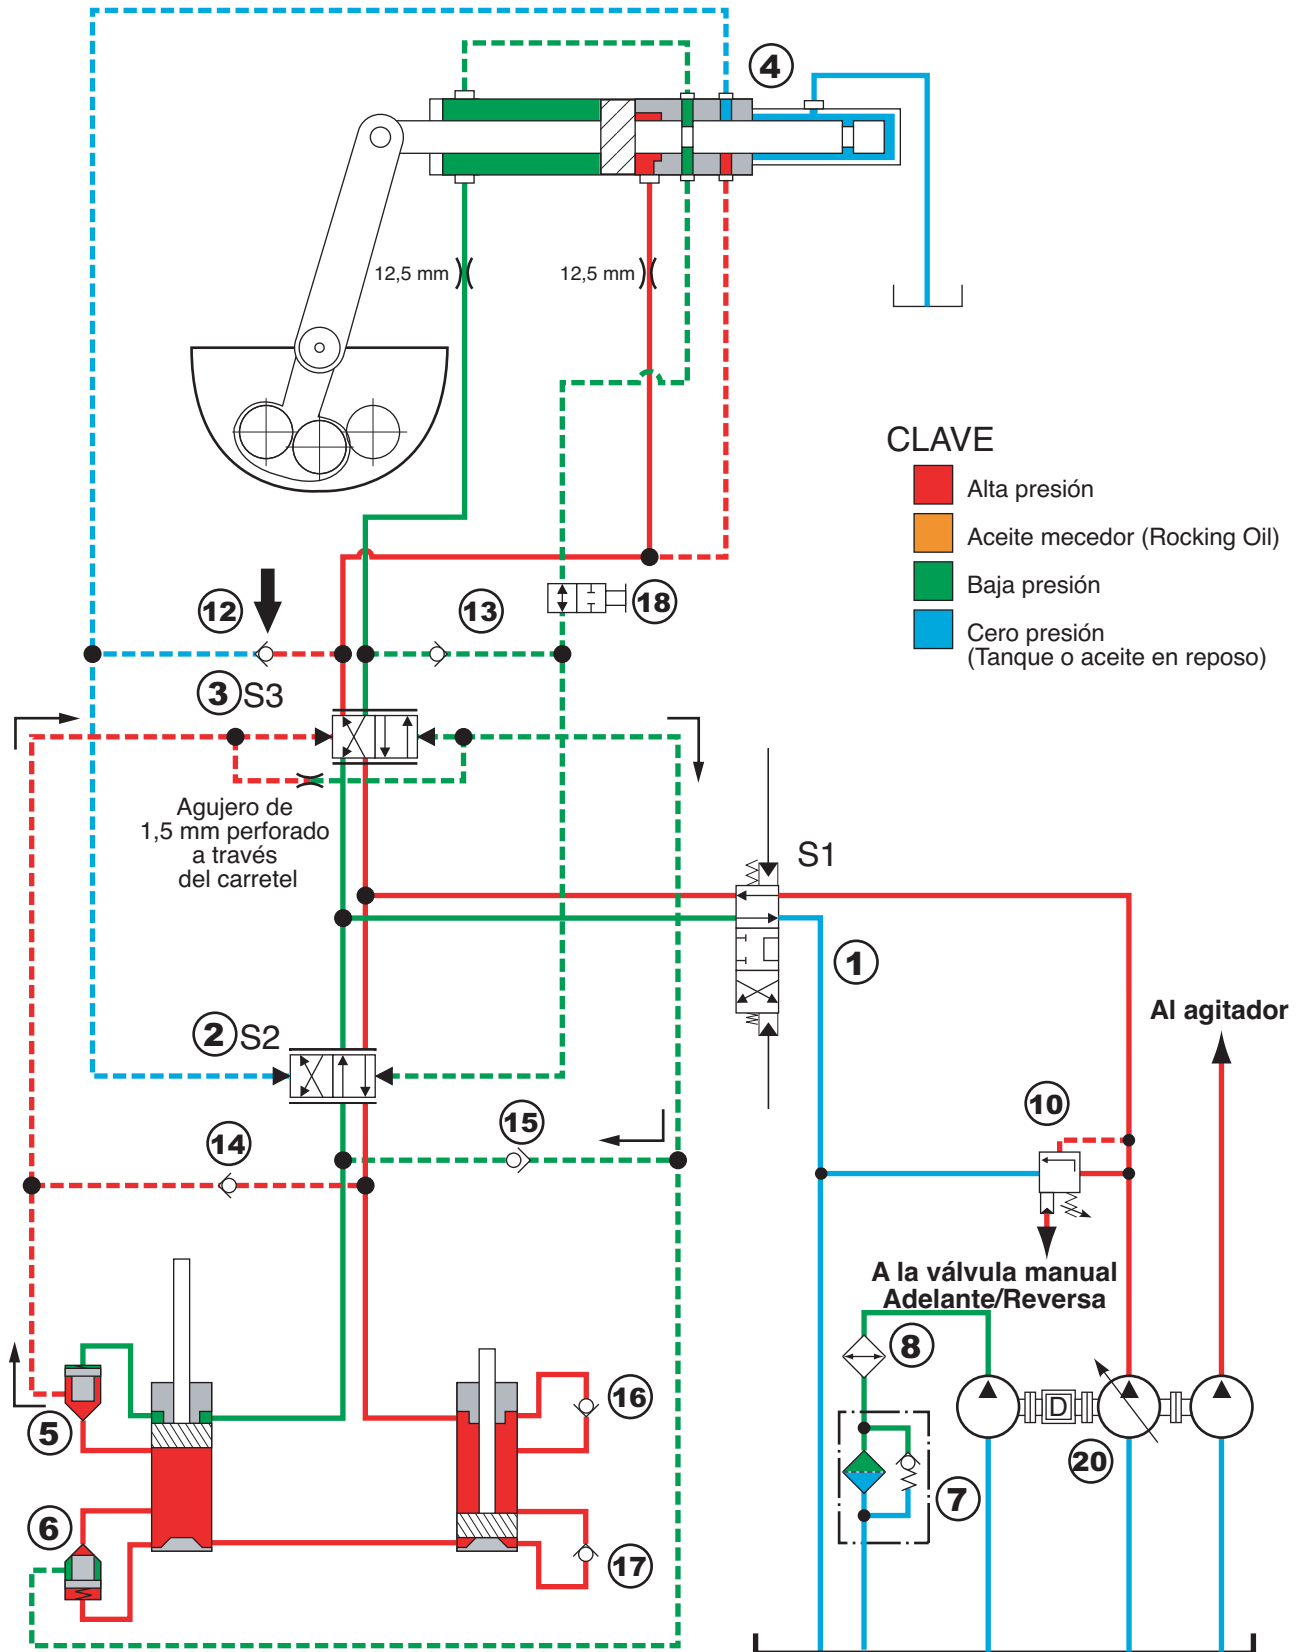 4
12,5 mm
12,5 mm
CLAVE
Alta presión
Aceite mecedor (Rocking Oil)
Baja presión
Cero presión
(Tanque o aceite en reposo)
12
13
18
3 S3
Agujero de
1,5 mm perforado
a través
del carretel
S1
1
2 S2
Al agitador
10
15
14
A la válvula manual
Adelante/Reversa
8
16
5
D
20
7
6
17